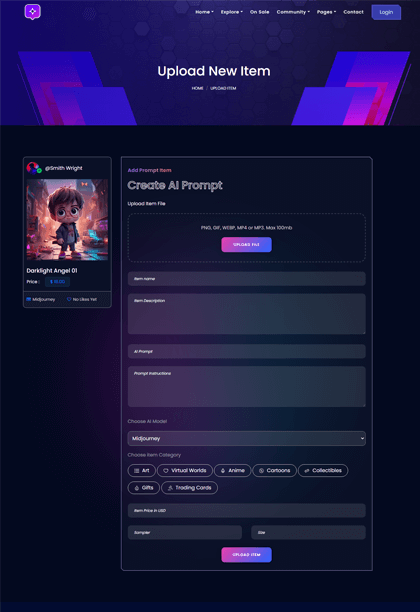 Home Explore On Sale Community Pages Contact Login
Upload New Item
HOME / UPLOAD ITEM
@Smith Wright
Darklight Angel 01
Price :
Midjourney No Likes Yet
Add Prompt Item
Create AI Prompt
Upload Item File
PNG, GIF, WEBP, MP4 or MP3. Max 100mb.
UPLOAD FILE
Item name
Item Description
AI Prompt
Prompt Instructions
Choose AI Model
Midjourney
Choose Item Category
Art Virtual Worlds Anime Cartoons Collectibles
Gifts Trading Cards
Item Price in USD
Sampler Size
UPLOAD ITEM